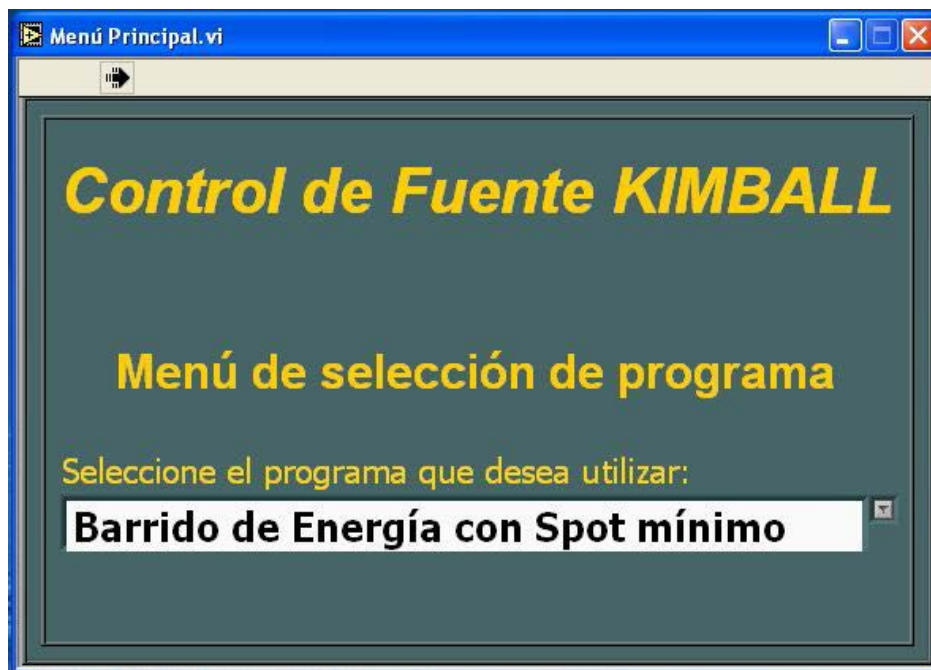 Menú Principal.vi
Control de Fuente KIMBALL
Menú de selección de programa
Seleccione el programa que desea utilizar:
Barrido de Energía con Spot mínimo